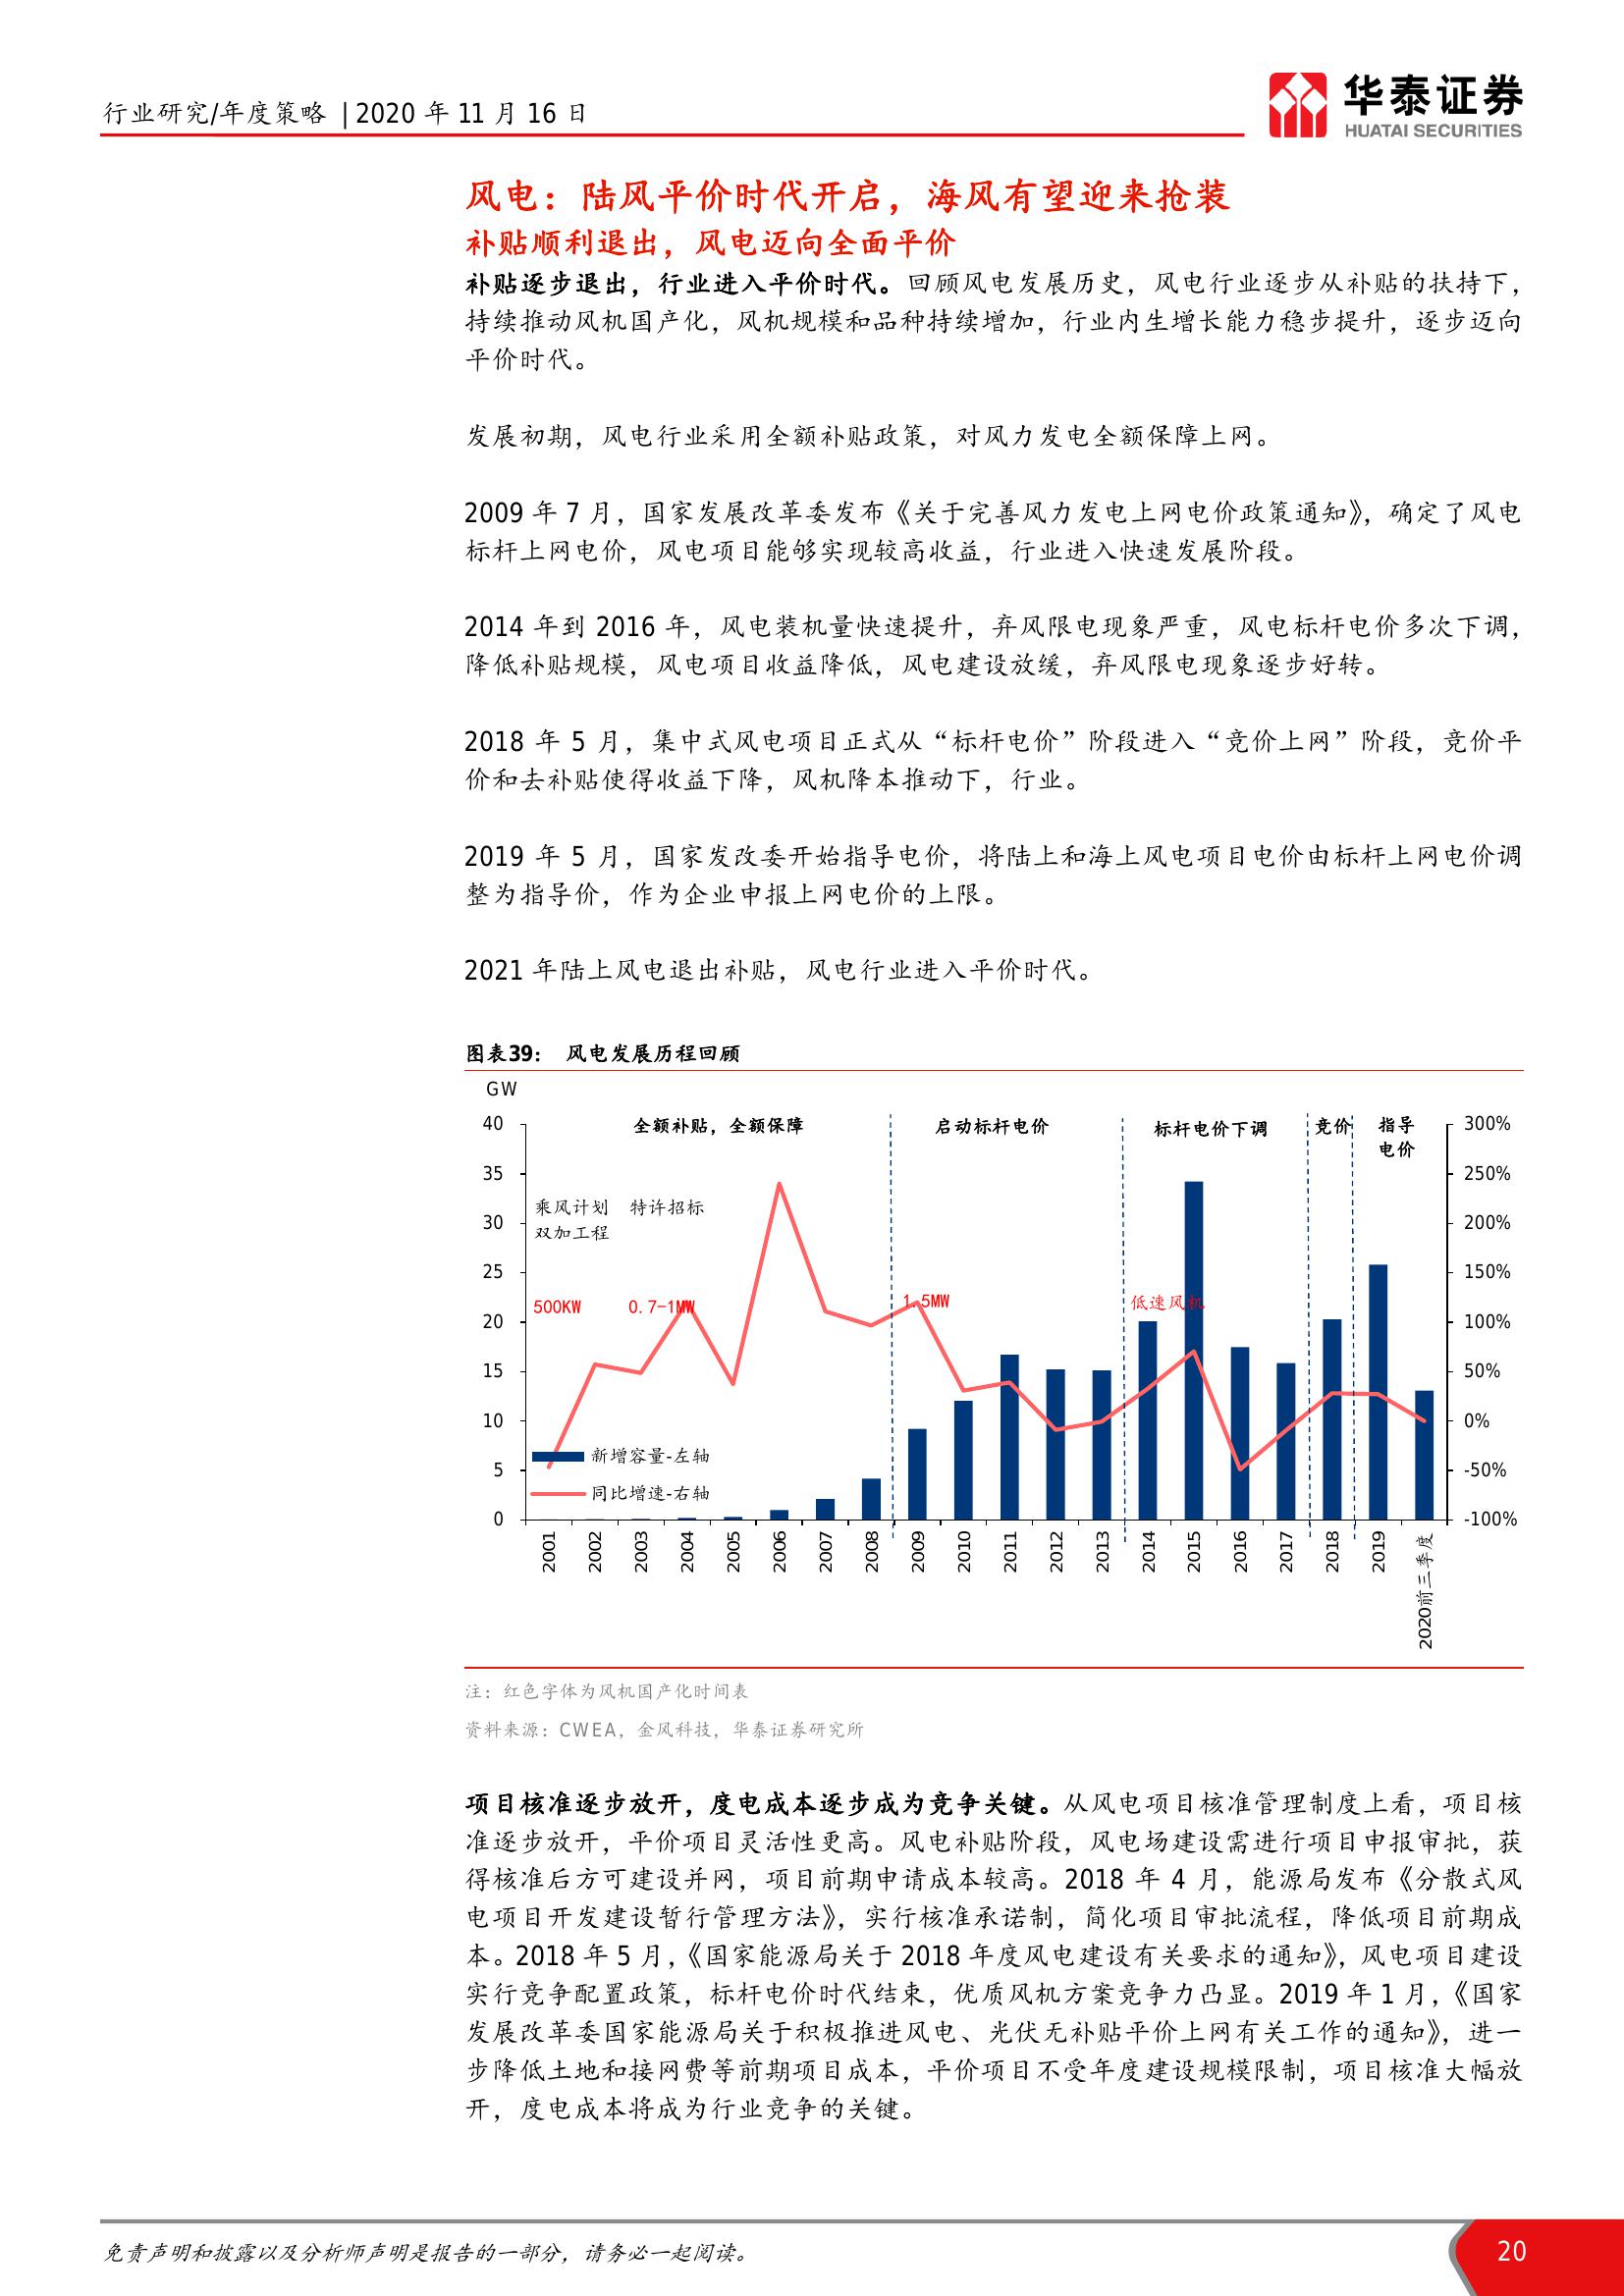 行业研究/年度策略 | 2020 年 11 月 16 日
华泰证券
HUATAI SECURITIES
风电：陆风平价时代开启，海风有望迎来抢装
补贴顺利退出，风电迈向全面平价
补贴逐步退出，行业进入平价时代。回顾风电发展历史，风电行业逐步从补贴的扶持下，
持续推动风机国产化，风机规模和品种持续增加，行业内生增长能力稳步提升，逐步迈向
平价时代。
发展初期，风电行业采用全额补贴政策，对风力发电全额保障上网。
2009 年 7 月，国家发展改革委发布《关于完善风力发电上网电价政策通知》，确定了风电
标杆上网电价，风电项目能够实现较高收益，行业进入快速发展阶段。
2014 年到 2016 年，风电装机量快速提升，弃风限电现象严重，风电标杆电价多次下调，
降低补贴规模，风电项目收益降低，风电建设放缓，弃风限电现象逐步好转。
2018 年 5 月，集中式风电项目正式从“标杆电价”阶段进入“竞价上网”阶段，竞价平
价和去补贴使得收益下降，风机降本推动下，行业。
2019 年 5 月，国家发改委开始指导电价，将陆上和海上风电项目电价由标杆上网电价调
整为指导价，作为企业申报上网电价的上限。
2021 年陆上风电退出补贴，风电行业进入平价时代。
图表39： 风电发展历程回顾
GW
40
35
30
25
20
15
10
5
0
全额补贴，全额保障
启动标杆电价
标杆电价下调
竞价
指导
电价
乘风计划 特许招标
双加工程
500KW
0.7-1MW
1.5MW
低速风机
新增容量-左轴
同比增速-右轴
300%
250%
200%
150%
100%
50%
0%
-50%
-100%
2001
2002
2003
2004
2005
2006
2007
2008
2009
2010
2011
2012
2013
2014
2015
2016
2017
2018
2019
2020前三季度
注：红色字体为风机国产化时间表
资料来源：CWEA，金风科技，华泰证券研究所
项目核准逐步放开，度电成本逐步成为竞争关键。从风电项目核准管理制度上看，项目核
准逐步放开，平价项目灵活性更高。风电补贴阶段，风电场建设需进行项目申报审批，获
得核准后方可建设并网，项目前期申请成本较高。2018 年 4 月，能源局发布《分散式风
电项目开发建设暂行管理方法》，实行核准承诺制，简化项目审批流程，降低项目前期成
本。2018 年 5 月，《国家能源局关于 2018 年度风电建设有关要求的通知》，风电项目建设
实行竞争配置政策，标杆电价时代结束，优质风机方案竞争力凸显。2019 年 1 月，《国家
发展改革委国家能源局关于积极推进风电、光伏无补贴平价上网有关工作的通知》，进一
步降低土地和接网费等前期项目成本，平价项目不受年度建设规模限制，项目核准大幅放
开，度电成本将成为行业竞争的关键。
免责声明和披露以及分析师声明是报告的一部分，请务必一起阅读。
20